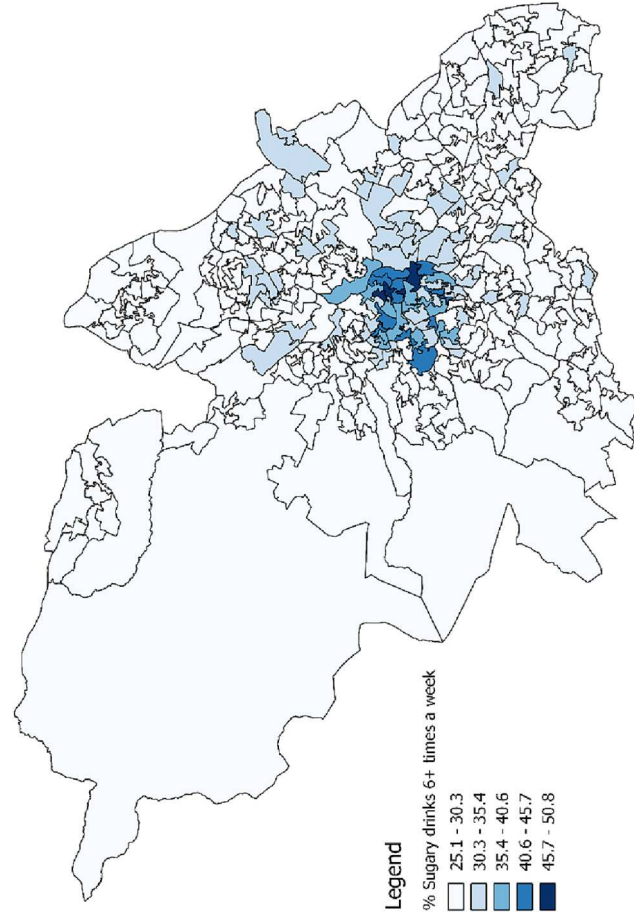 Legend
% Sugary drinks 6+ times a week
25.1 - 30.3
30.3 - 35.4
35.4 - 40.6
40.6 - 45.7
45.7 - 50.8